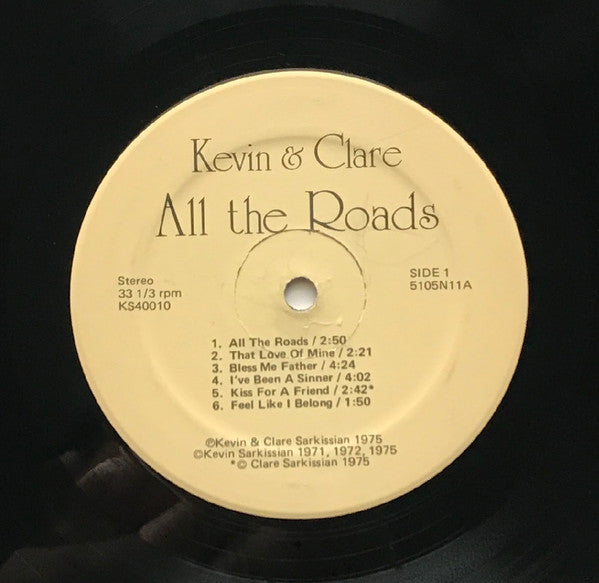 Kevin & Clare
All the Roads
Stereo
33 1/3 rpm
KS40010
SIDE 1
5105N11A
1. All The Roads / 2:50
2. That Love Of Mine / 2:21
3. Bless Me Father / 4:24
4. I've Been A Sinner / 4:02
5. Kiss For A Friend / 2:42*
6. Feel Like I Belong / 1:50
℗Kevin & Clare Sarkissian 1975
©Kevin Sarkissian 1971, 1972, 1975
*© Clare Sarkissian 1975